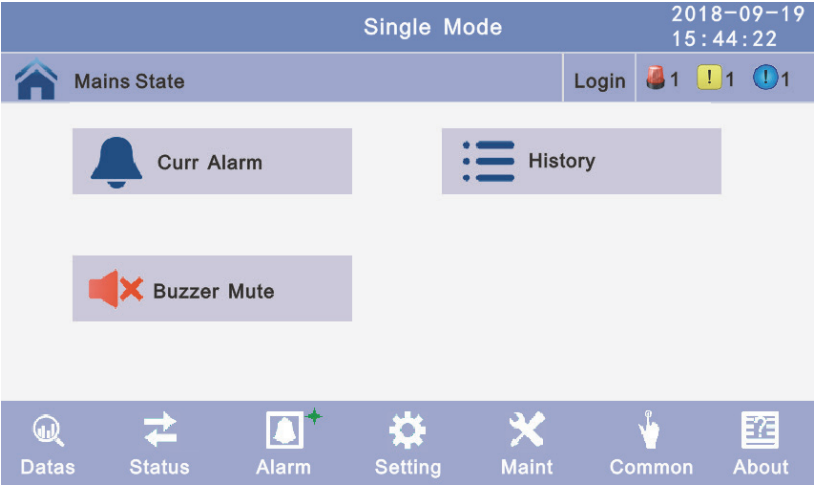 Single Mode
2018-09-19
15:44:22
Mains State
Login 1 ! 1 ! 1
Curr Alarm
History
Buzzer Mute
Datas Status Alarm Setting Maint Common About